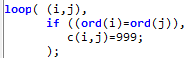 loop( (i,j),
if ((ord(i)=ord(j)),
c(i,j)=999;
);